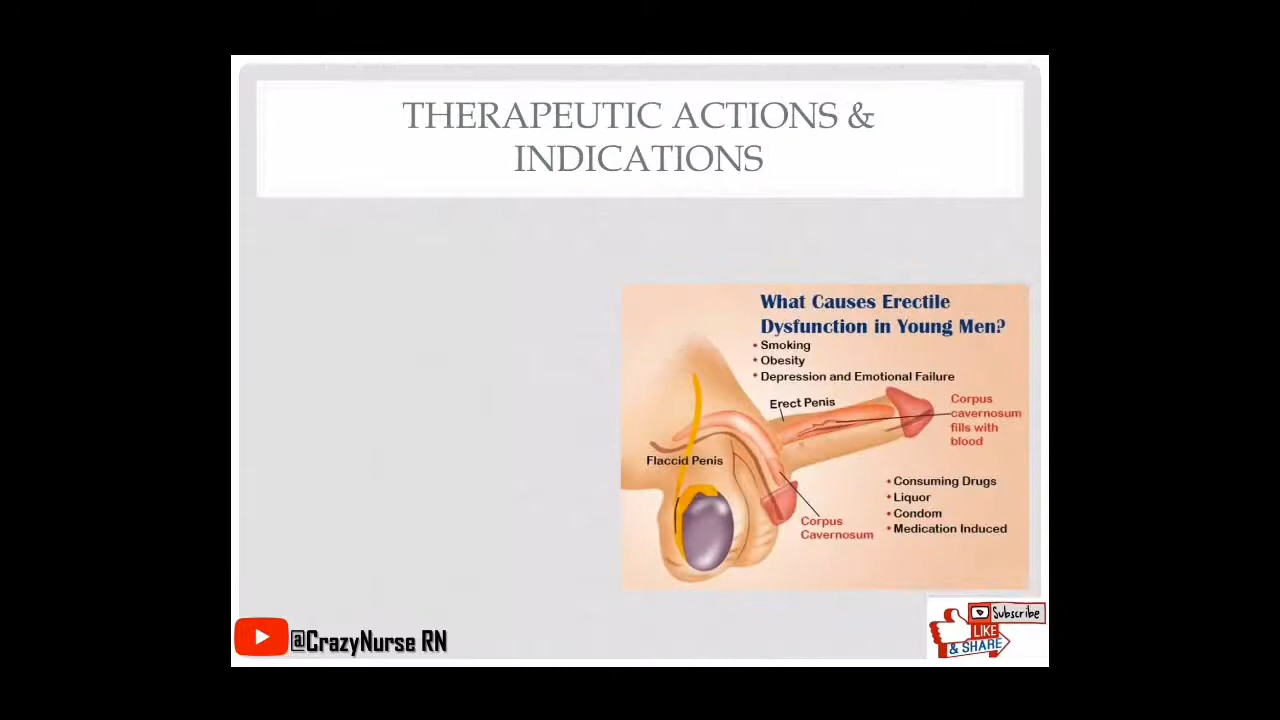 THERAPEUTIC ACTIONS &
INDICATIONS
What Causes Erectile
Dysfunction in Young Men?
• Smoking
• Obesity
• Depression and Emotional Failure
Erect Penis
Corpus
cavernosum
fills with
blood
Flaccid Penis
• Consuming Drugs
• Liquor
• Condom
• Medication Induced
Corpus
Cavernosum
@CrazyNurse RN
Subscribe
LIKE
& SHARE